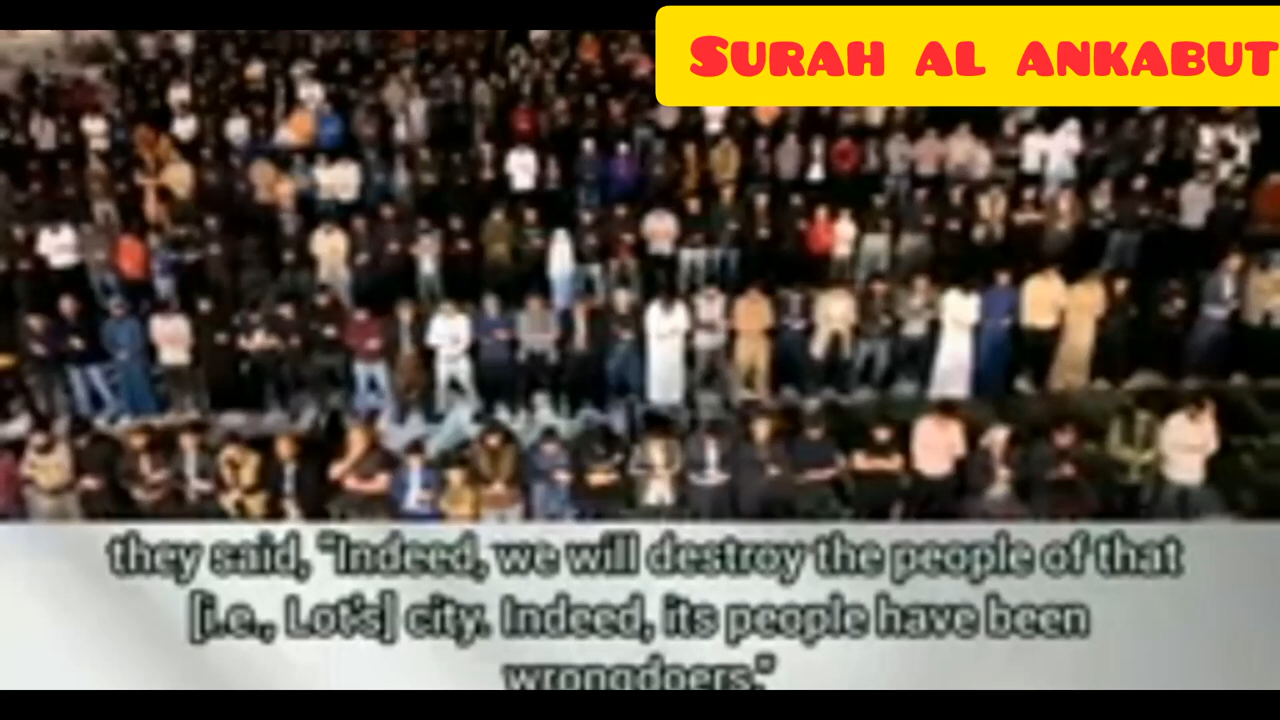 SURAH AL ANKABUT
they said, "Indeed, we will destroy the people of that
[i.e., Lot's] city. Indeed, its people have been
wrongdoers."